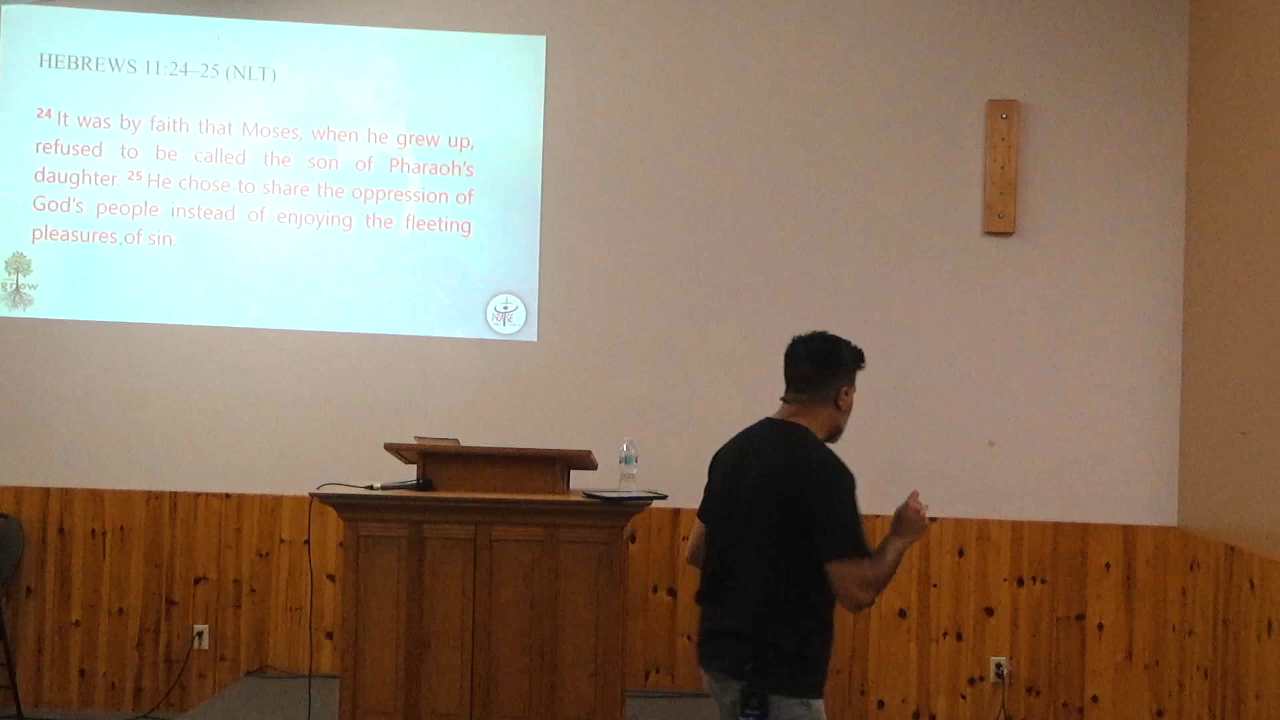 HEBREWS 11:24–25 (NLT)
24 It was by faith that Moses, when he grew up,
refused to be called the son of Pharaoh's
daughter. 25 He chose to share the oppression of
God's people instead of enjoying the fleeting
pleasures of sin.
grow